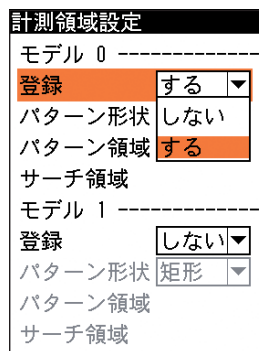 計測領域設定
モデル 0 -------------
登録 する ▼
パターン形状 しない
パターン領域 する
サーチ領域
モデル 1 -------------
登録 しない ▼
パターン形状 矩形 ▼
パターン領域
サーチ領域